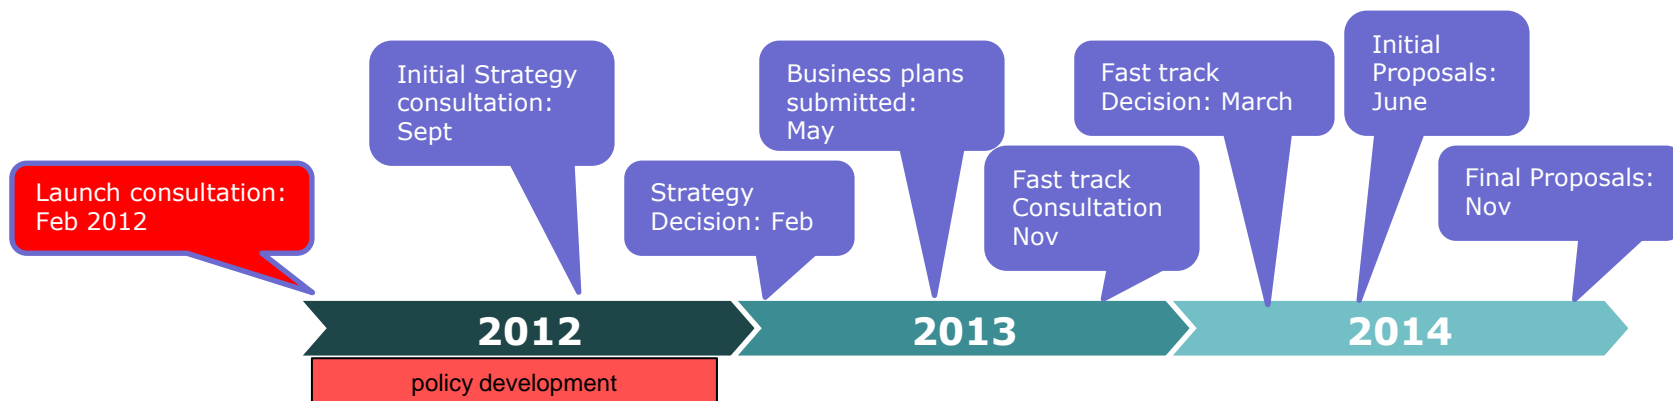 Launch consultation:
Feb 2012
Initial Strategy
consultation:
Sept
Strategy
Decision: Feb
Business plans
submitted:
May
Fast track
Consultation
Nov
Fast track
Decision: March
Initial
Proposals:
June
Final Proposals:
Nov
2012
2013
2014
policy development